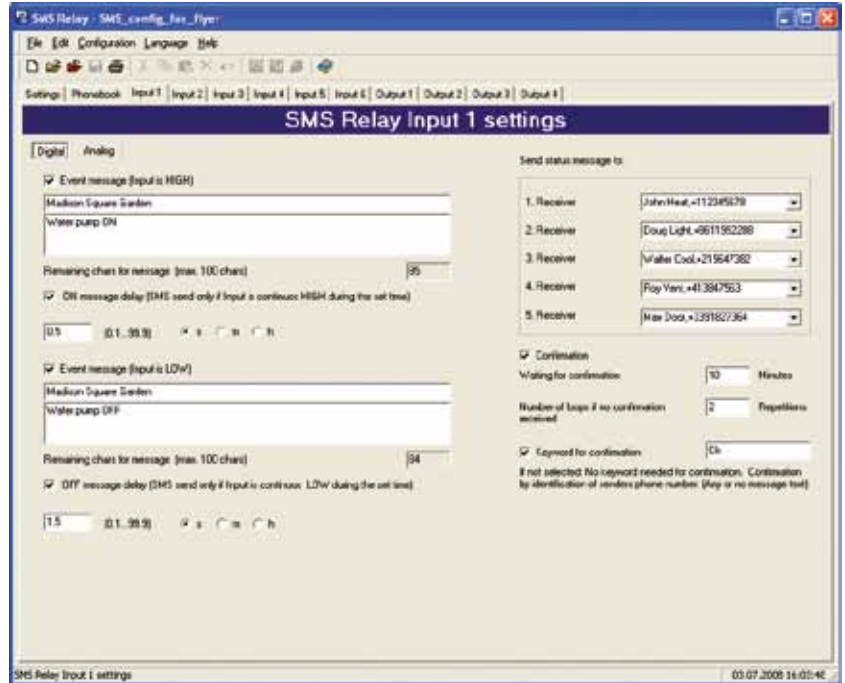 SMS Relay - SMS_config_for_flyer
File Edit Configuration Language Help
Settings Phonebook Input 1 Input 2 Input 3 Input 4 Input 5 Input 6 Output 1 Output 2 Output 3 Output 4
SMS Relay Input 1 settings
Digital Analog
Event message (Input is HIGH)
Madison Square Garden
Water pump ON
Remaining chars for message (max. 100 chars)
ON message delay (SMS send only if Input is continuos HIGH during the set time)
0.5 (0.1...99.9) s m h
Event message (Input is LOW)
Madison Square Garden
Water pump OFF
Remaining chars for message (max. 100 chars) 84
OFF message delay (SMS send only if Input is continuos LOW during the set time)
1.5 (0.1...99.9) s m h
Send status message to:
1. Receiver John Heat,+112345678
2. Receiver Doug Light,+8611992288
3. Receiver Walter Cool,+215647382
4. Receiver Roy Vent,+413847563
5. Receiver Max Door,+3391827364
Confirmation
Waiting for confirmation 10 Minutes
Number of loops if no confirmation received 2 Repetitions
Keyword for confirmation Ok
If not selected: No keyword needed for confirmation. Confirmation
by identification of senders phone number. (Any or no message text)
SMS Relay Input 1 settings 03.07.2008